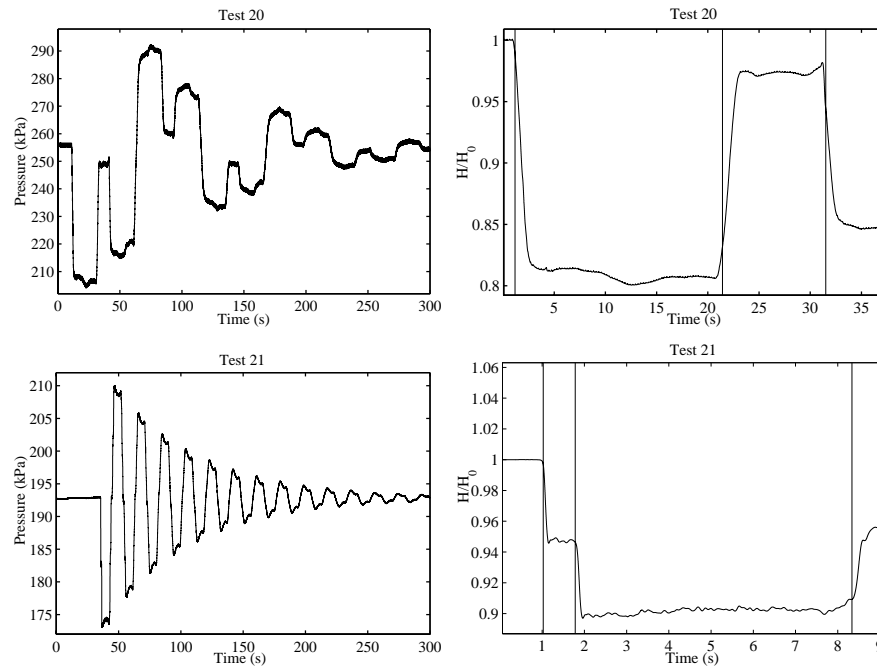 Test 20
Pressure (kPa)
290
280
270
260
250
240
230
220
210
0 50 100 150 200 250 300
Time (s)
Test 20
H/H0
1
0.95
0.9
0.85
0.8
5 10 15 20 25 30 35
Time (s)
Test 21
Pressure (kPa)
210
205
200
195
190
185
180
175
0 50 100 150 200 250 300
Time (s)
Test 21
H/H0
1.06
1.04
1.02
1
0.98
0.96
0.94
0.92
0.9
1 2 3 4 5 6 7 8 9
Time (s)